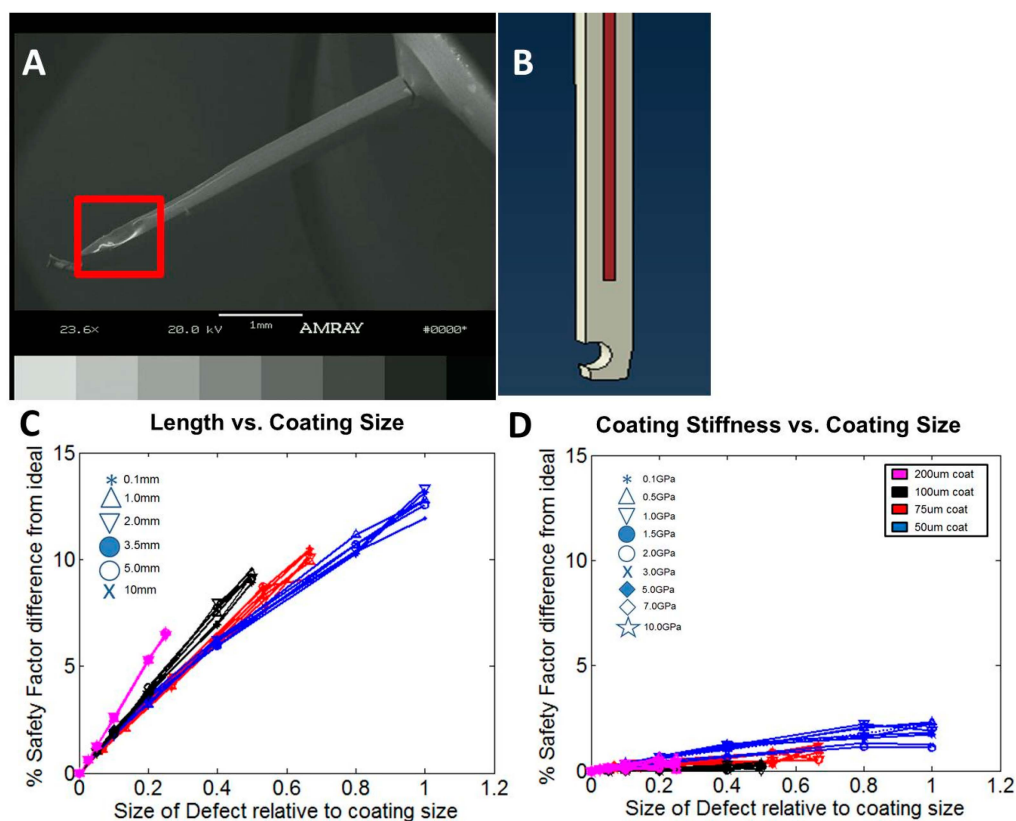 A
23.6× 20.0 kV 1mm AMRAY #0000*
B
C
Length vs. Coating Size
% Safety Factor difference from ideal
15
10
5
0
0.1mm
1.0mm
2.0mm
3.5mm
5.0mm
10mm
0 0.2 0.4 0.6 0.8 1 1.2
Size of Defect relative to coating size
D
Coating Stiffness vs. Coating Size
% Safety Factor difference from ideal
15
10
5
0
0.1GPa
0.5GPa
1.0GPa
1.5GPa
2.0GPa
3.0GPa
5.0GPa
7.0GPa
10.0GPa
200um coat
100um coat
75um coat
50um coat
0 0.2 0.4 0.6 0.8 1 1.2
Size of Defect relative to coating size